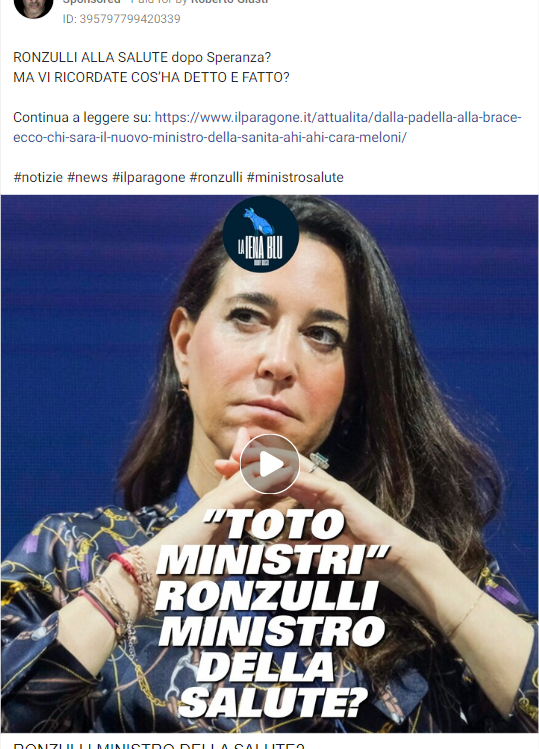 Sponsored · Paid for by Roberto Giusti
ID: 395797799420339
RONZULLI ALLA SALUTE dopo Speranza?
MA VI RICORDATE COS'HA DETTO E FATTO?
Continua a leggere su: https://www.ilparagone.it/attualita/dalla-padella-alla-brace-
ecco-chi-sara-il-nuovo-ministro-della-sanita-ahi-ahi-cara-meloni/
#notizie #news #ilparagone #ronzulli #ministrosalute
LA IENA BLU
"TOTO
MINISTRI"
RONZULLI
MINISTRO
DELLA
SALUTE?
RONZULLI MINISTRO DELLA SALUTE?